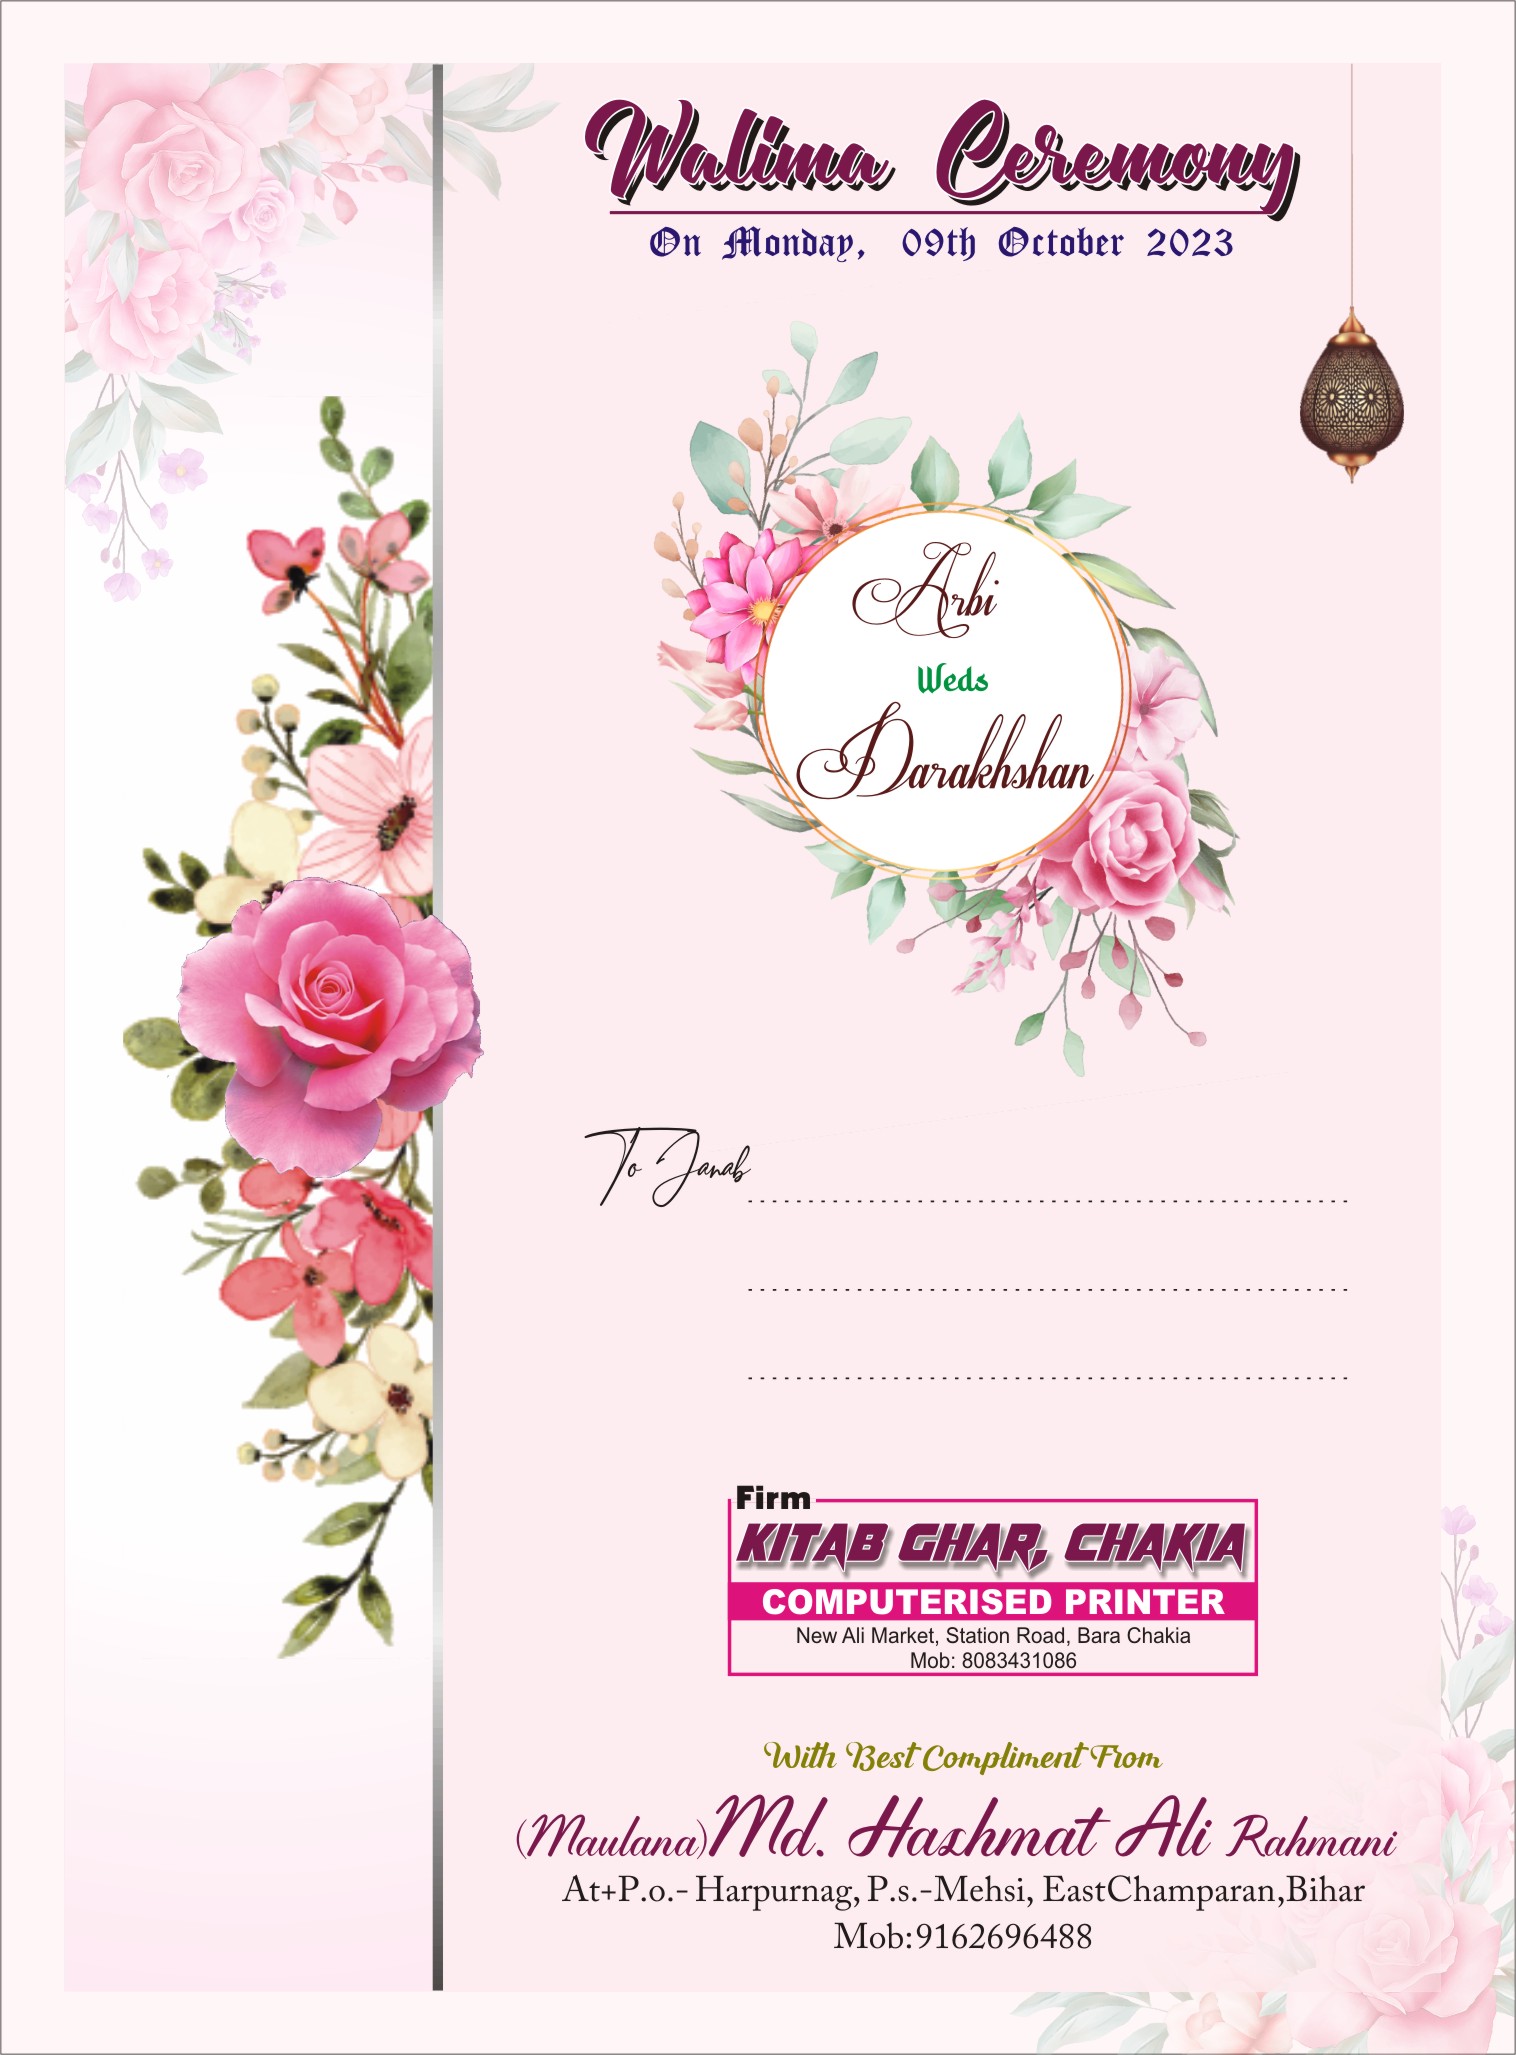 Walima Ceremony
On Monday, 09th October 2023
Arbi
Weds
Darakhshan
To Janab
Firm
KITAB GHAR, CHAKIA
COMPUTERISED PRINTER
New Ali Market, Station Road, Bara Chakia
Mob: 8083431086
With Best Compliment From
(Maulana)Md. Hashmat Ali Rahmani
At+P.o.- Harpurnag, P.s.-Mehsi, EastChamparan,Bihar
Mob:9162696488